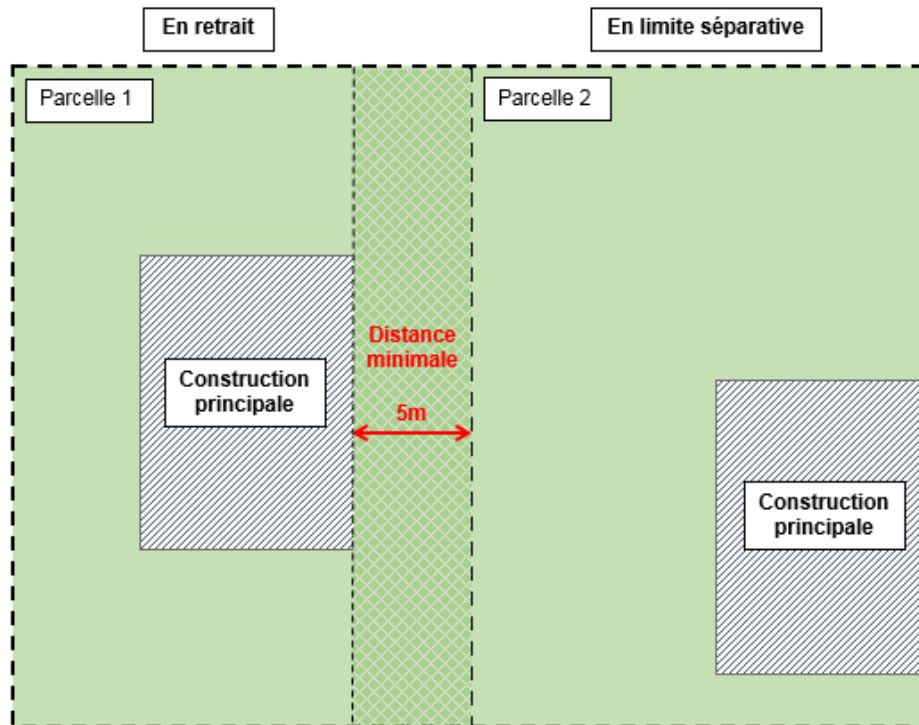 En retrait
En limite séparative
Parcelle 1
Parcelle 2
Distance
minimale
5m
Construction
principale
Construction
principale